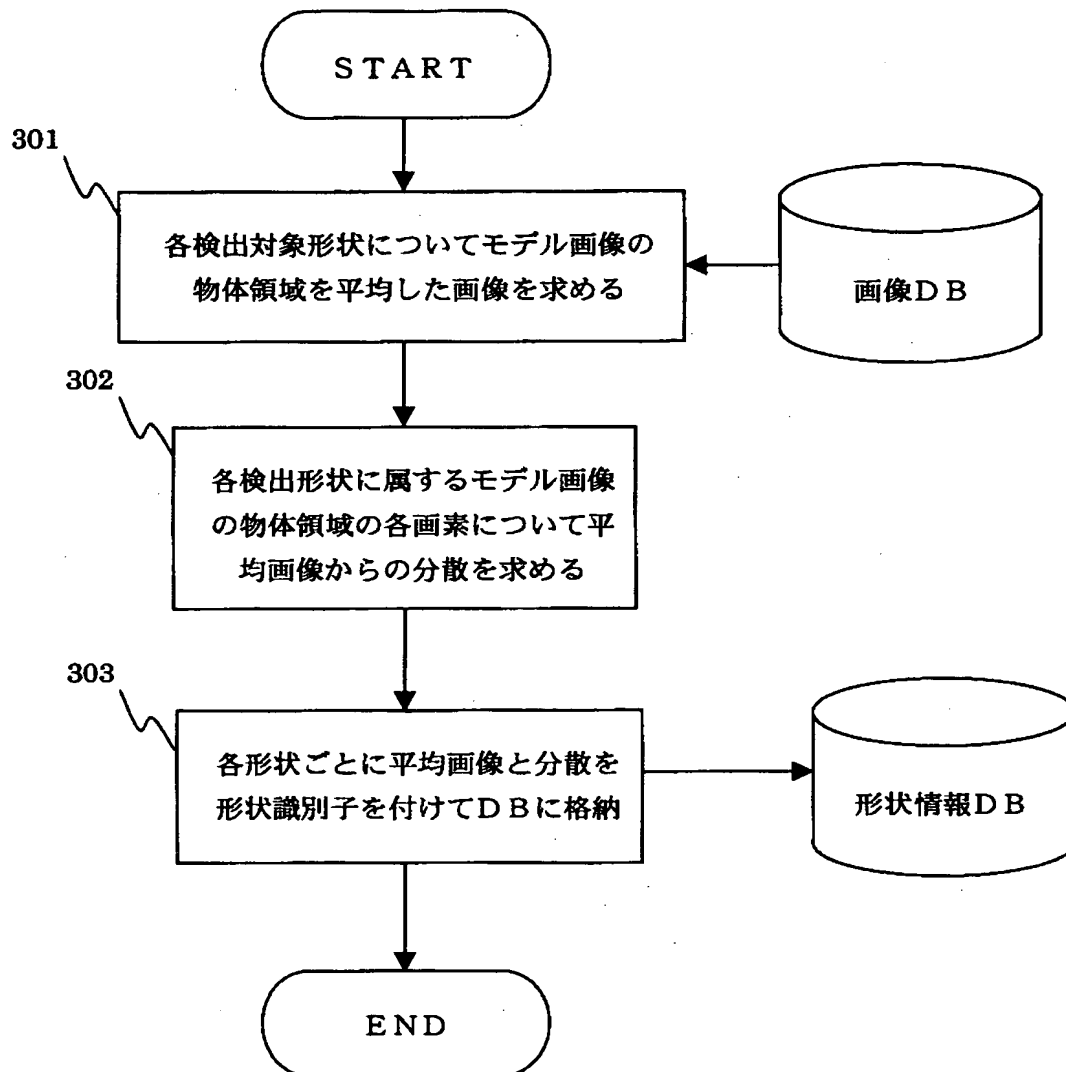 START
301
各検出対象形状についてモデル画像の
物体領域を平均した画像を求める
画像DB
302
各検出形状に属するモデル画像
の物体領域の各画素について平
均画像からの分散を求める
303
各形状ごとに平均画像と分散を
形状識別子を付けてDBに格納
形状情報DB
END